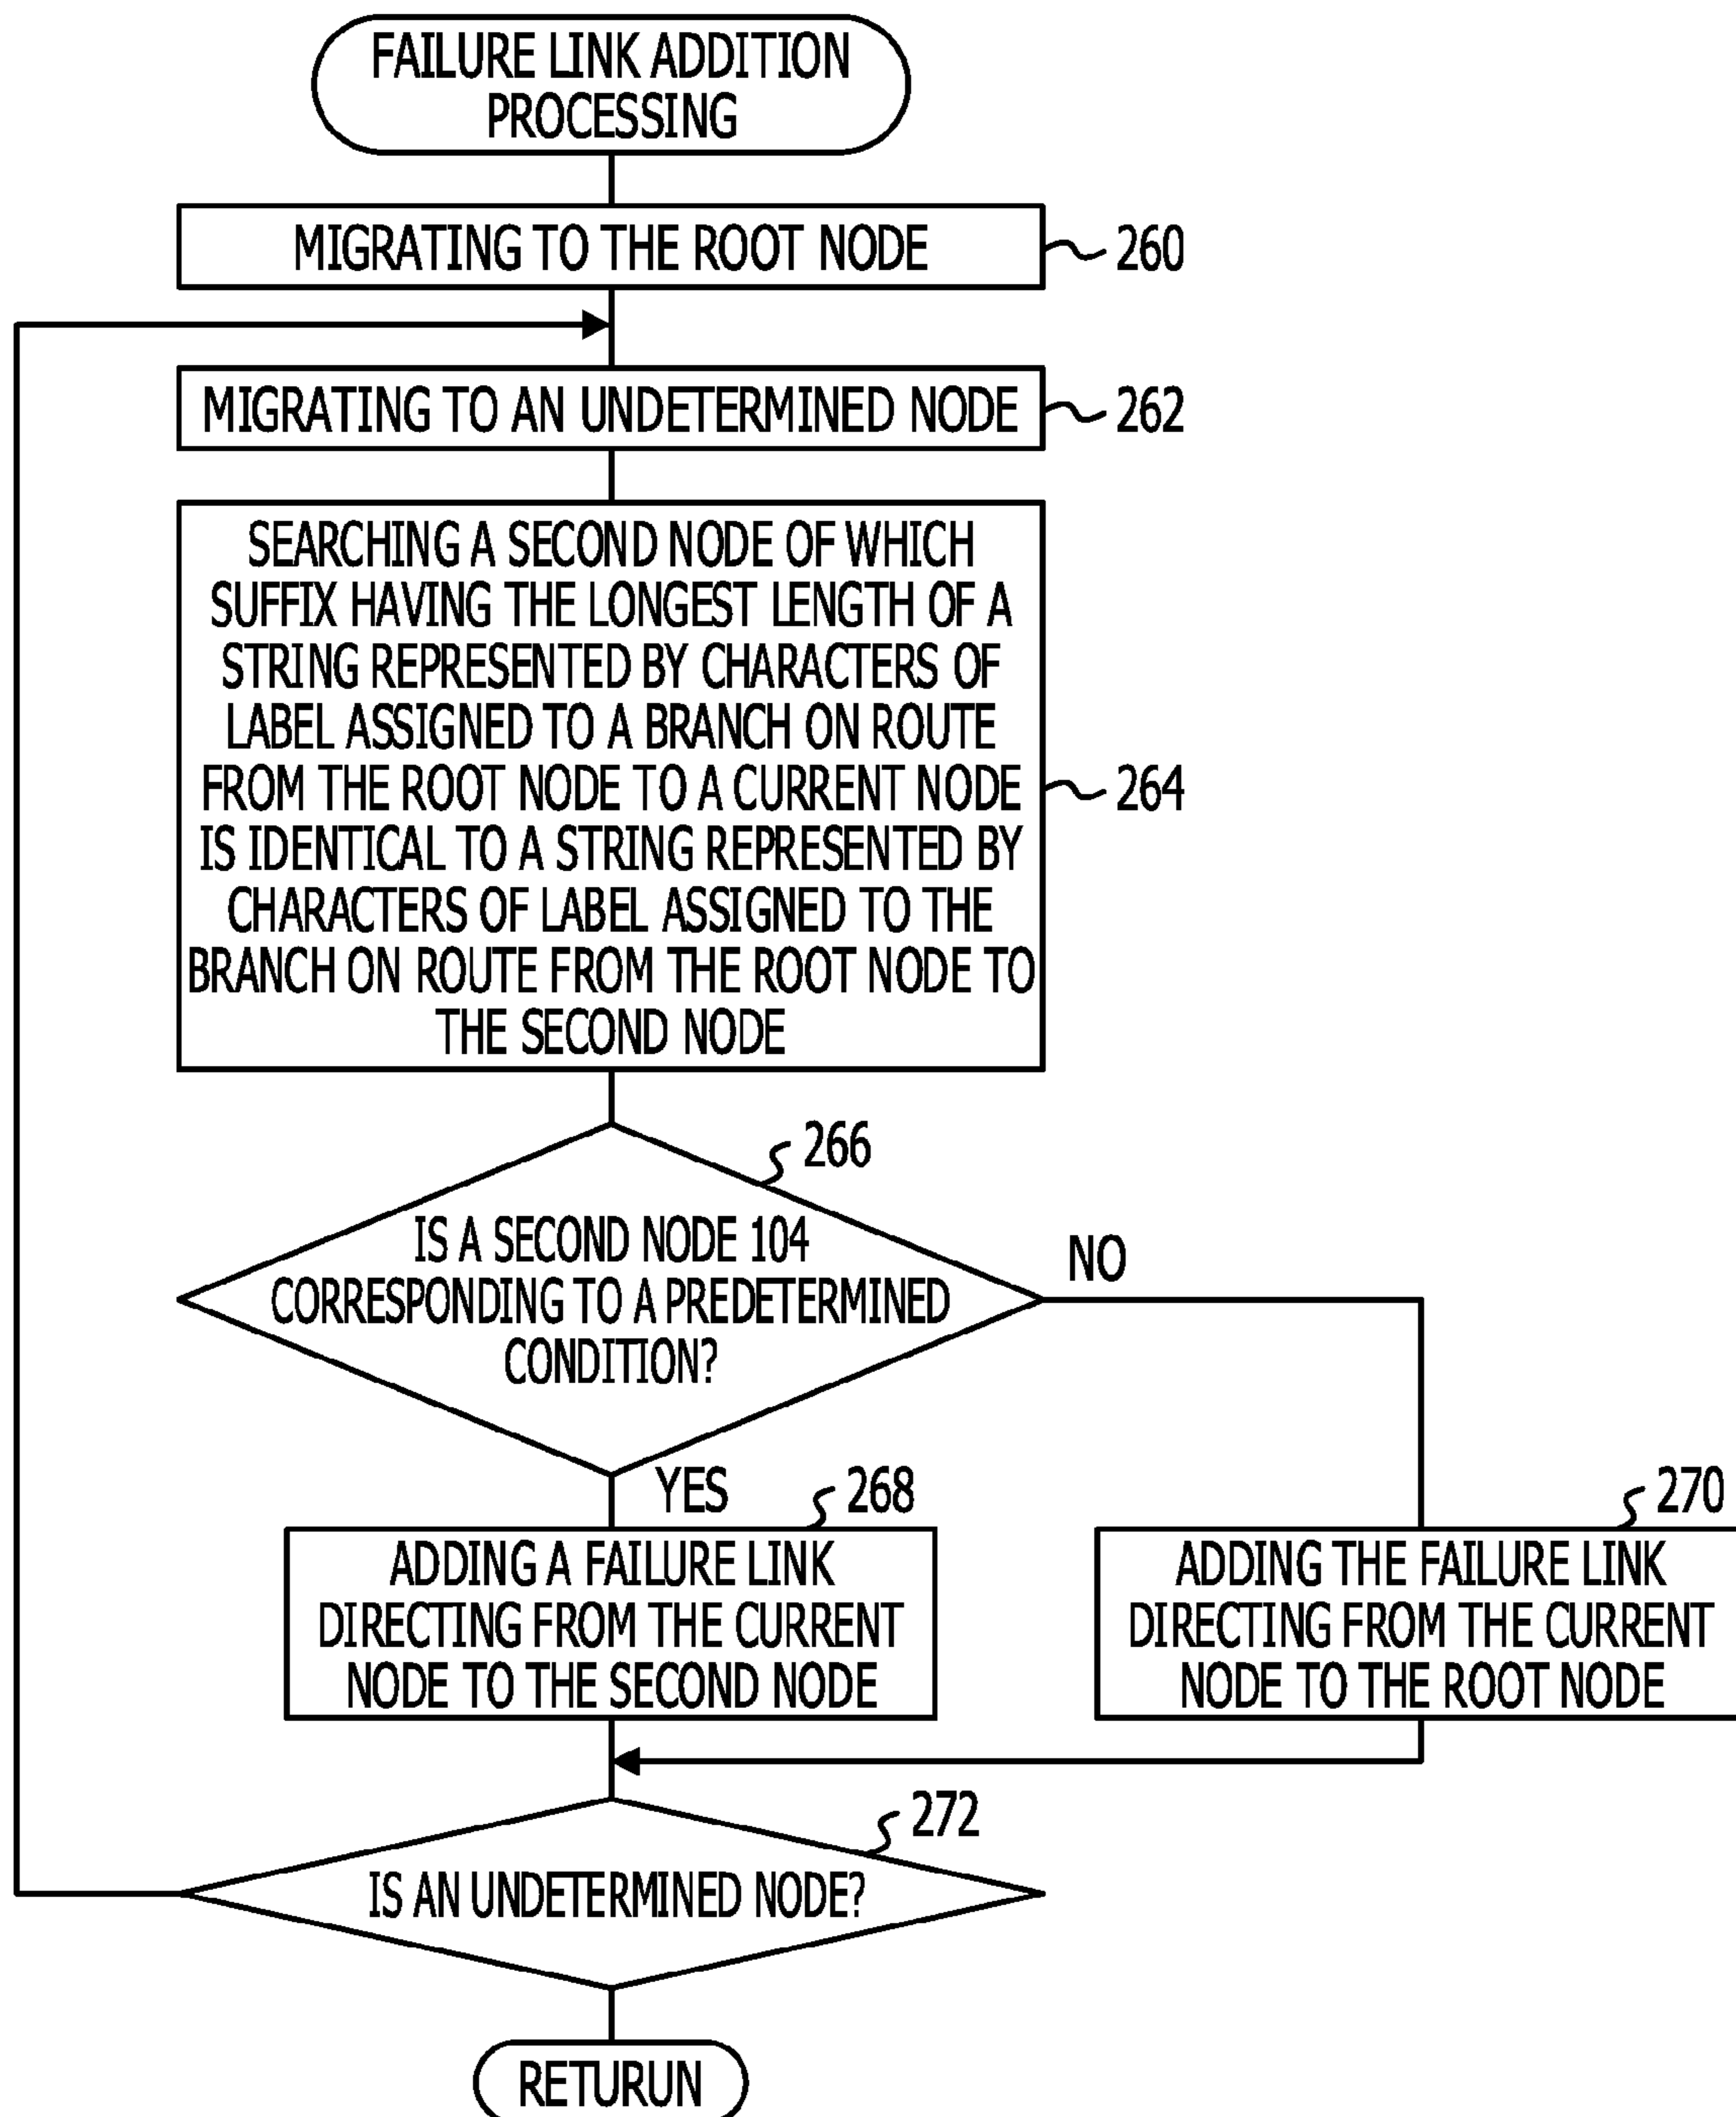 FAILURE LINK ADDITION
PROCESSING
MIGRATING TO THE ROOT NODE
260
MIGRATING TO AN UNDETERMINED NODE
262
SEARCHING A SECOND NODE OF WHICH
SUFFIX HAVING THE LONGEST LENGTH OF A
STRING REPRESENTED BY CHARACTERS OF
LABEL ASSIGNED TO A BRANCH ON ROUTE
FROM THE ROOT NODE TO A CURRENT NODE
IS IDENTICAL TO A STRING REPRESENTED BY
CHARACTERS OF LABEL ASSIGNED TO THE
BRANCH ON ROUTE FROM THE ROOT NODE TO
THE SECOND NODE
264
266
IS A SECOND NODE 104
CORRESPONDING TO A PREDETERMINED
CONDITION?
NO
YES
268
ADDING A FAILURE LINK
DIRECTING FROM THE CURRENT
NODE TO THE SECOND NODE
270
ADDING THE FAILURE LINK
DIRECTING FROM THE CURRENT
NODE TO THE ROOT NODE
272
IS AN UNDETERMINED NODE?
RETURUN